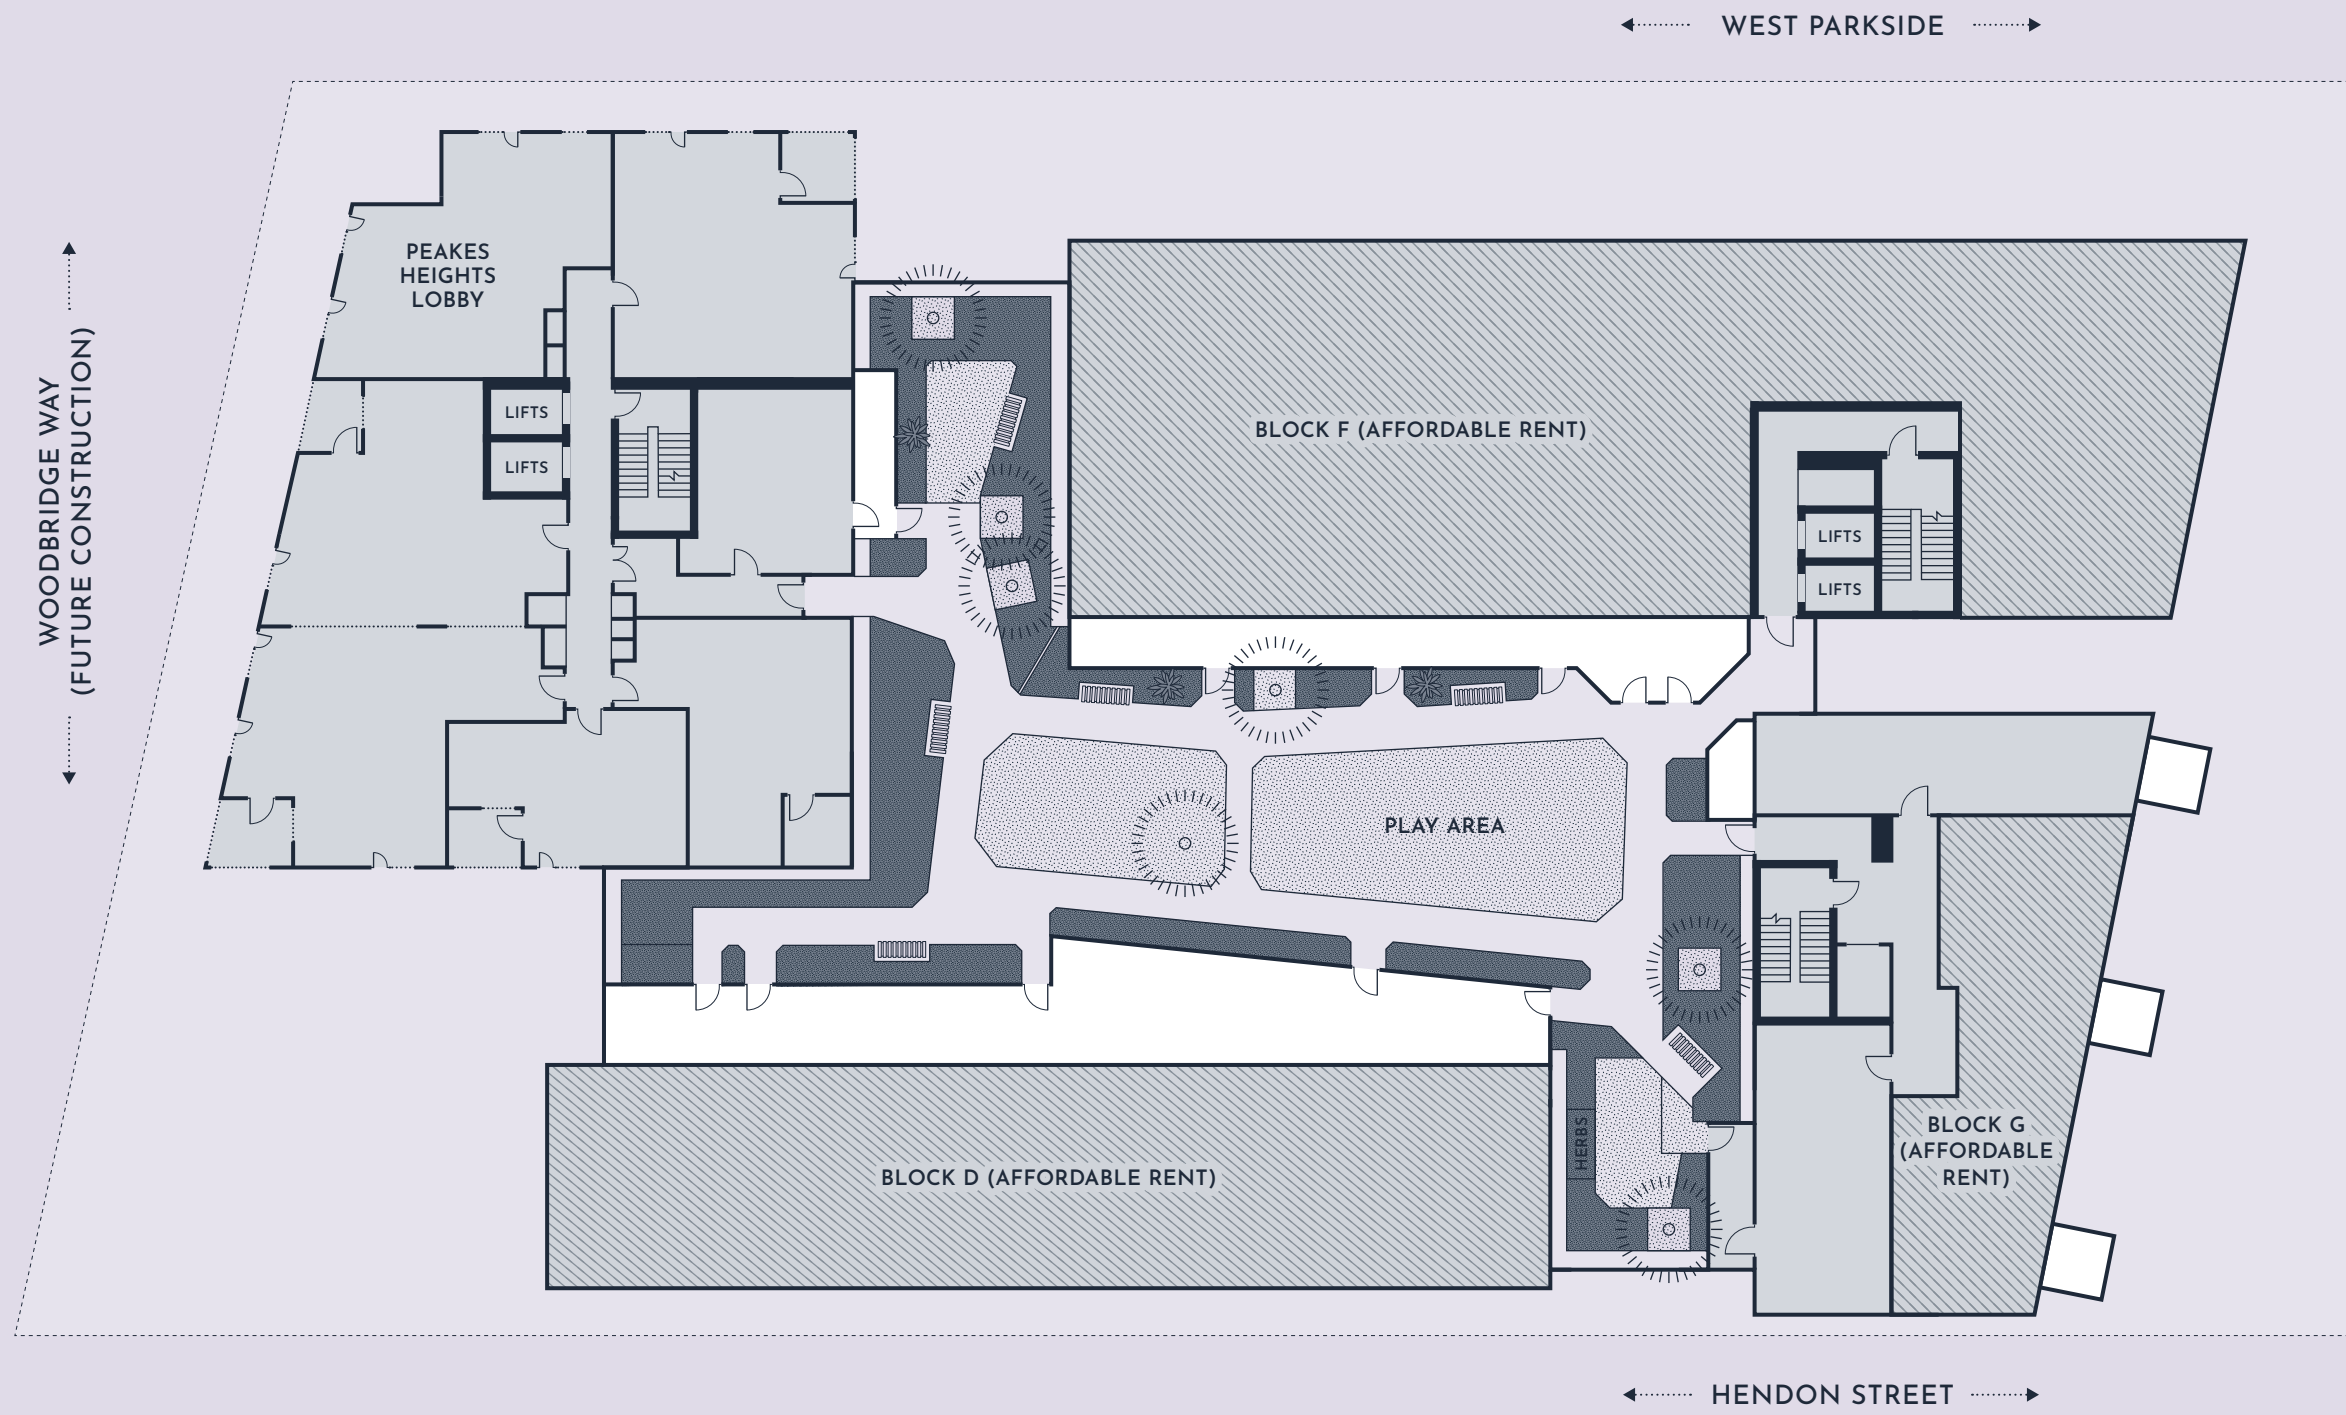 WEST PARKSIDE
WOODBRIDGE WAY
(FUTURE CONSTRUCTION)
PEAKES
HEIGHTS
LOBBY
LIFTS
LIFTS
BLOCK F (AFFORDABLE RENT)
LIFTS
LIFTS
PLAY AREA
HERBS
BLOCK D (AFFORDABLE RENT)
BLOCK G
(AFFORDABLE
RENT)
HENDON STREET